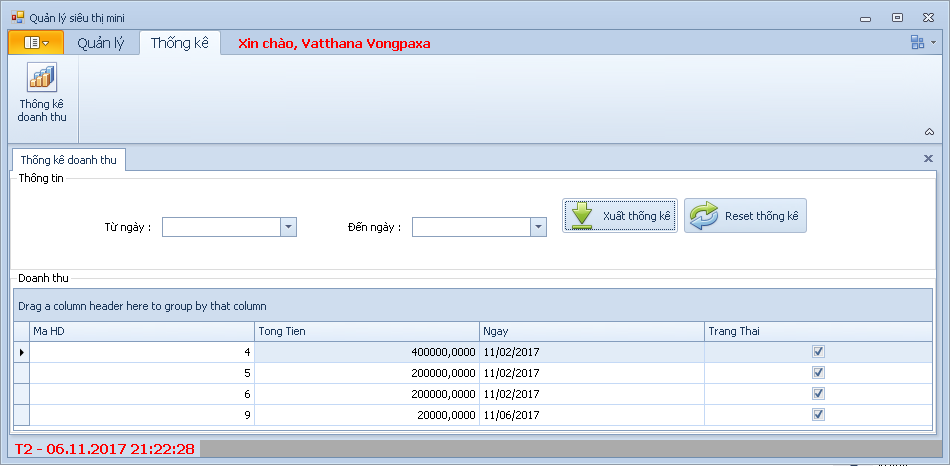 Quản lý siêu thị mini
Quản lý Thống kê Xin chào, Vatthana Vongpaxa
Thống kê
doanh thu
Thống kê doanh thu
Thông tin
Từ ngày : Đến ngày : Xuất thống kê Reset thống kê
Doanh thu
Drag a column header here to group by that column
Ma HD Tong Tien Ngay Trang Thai
4 400000,0000 11/02/2017
5 200000,0000 11/02/2017
6 200000,0000 11/02/2017
9 20000,0000 11/06/2017
T2 - 06.11.2017 21:22:28